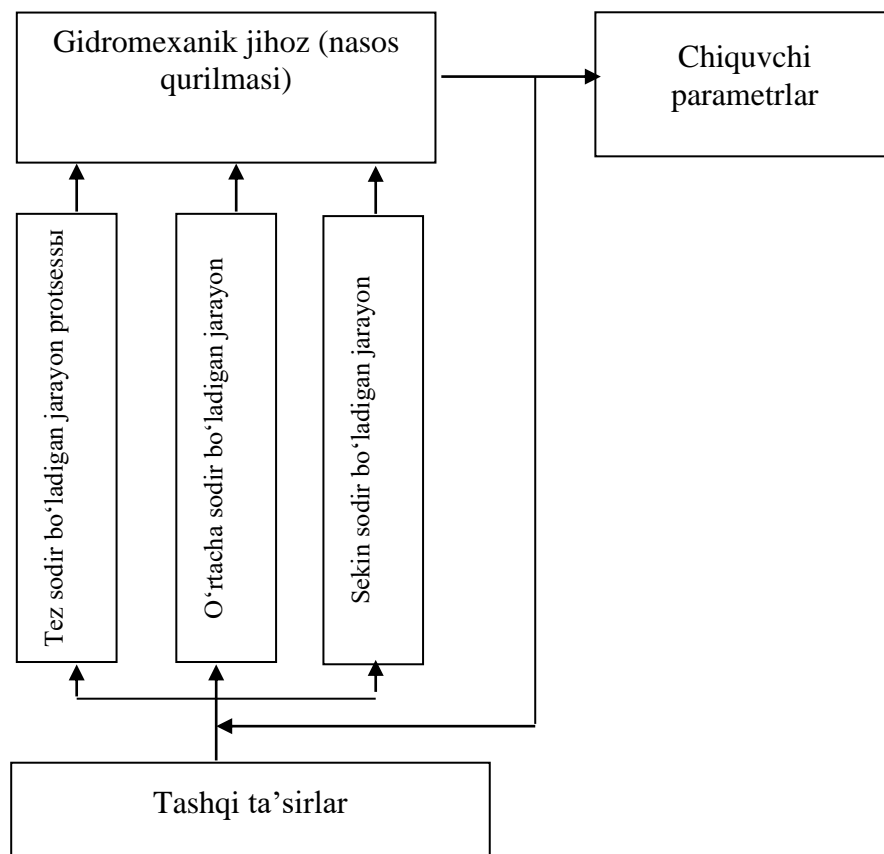 Gidromexanik jihoz (nasos
qurilmasi)
Chiquvchi
parametrlar
Tez sodir bo‘ladigan jarayon protsessы
O‘rtacha sodir bo‘ladigan jarayon
Sekin sodir bo‘ladigan jarayon
Tashqi ta’sirlar